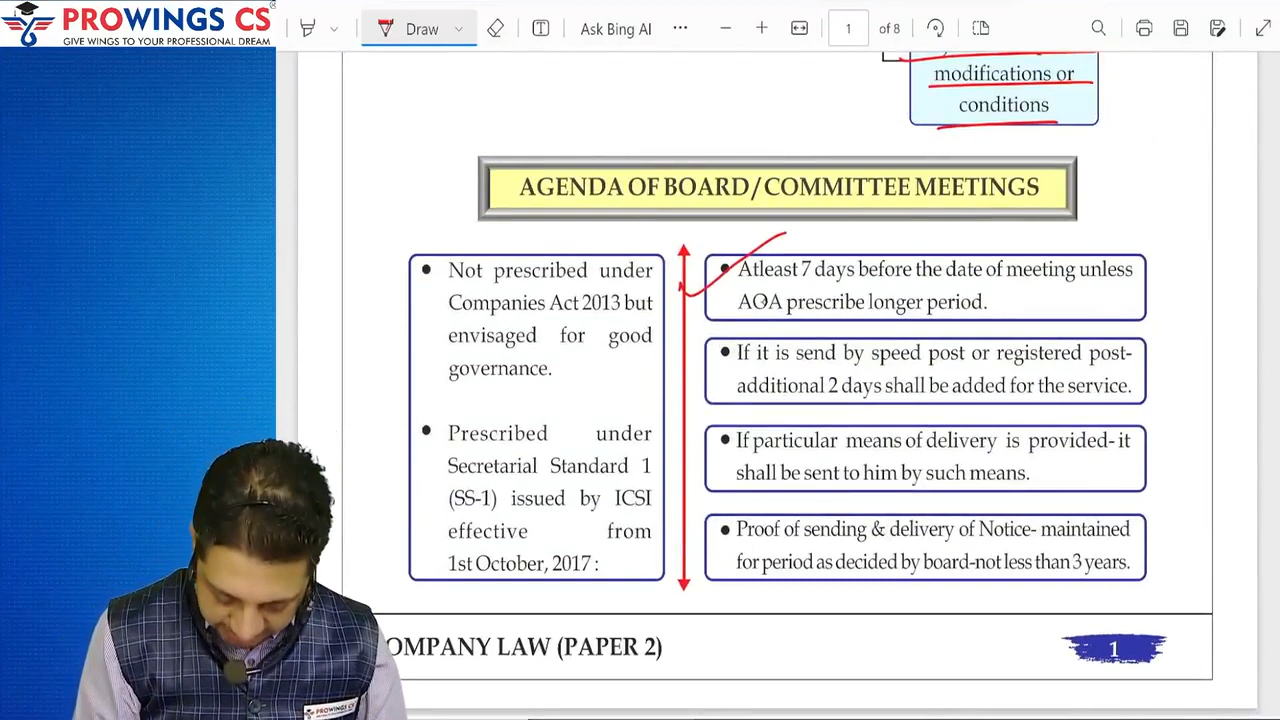 PROWINGS CS
GIVE WINGS TO YOUR PROFESSIONAL DREAM
Draw
Ask Bing AI
1
of 8
modifications or
conditions
AGENDA OF BOARD/COMMITTEE MEETINGS
Not prescribed under
Companies Act 2013 but
envisaged for good
governance.
Prescribed under
Secretarial Standard 1
(SS-1) issued by ICSI
effective from
1st October, 2017 :
Atleast 7 days before the date of meeting unless
AOA prescribe longer period.
If it is send by speed post or registered post-
additional 2 days shall be added for the service.
If particular means of delivery is provided- it
shall be sent to him by such means.
Proof of sending & delivery of Notice- maintained
for period as decided by board-not less than 3 years.
OMPANY LAW (PAPER 2)
1
PROWINGS CS